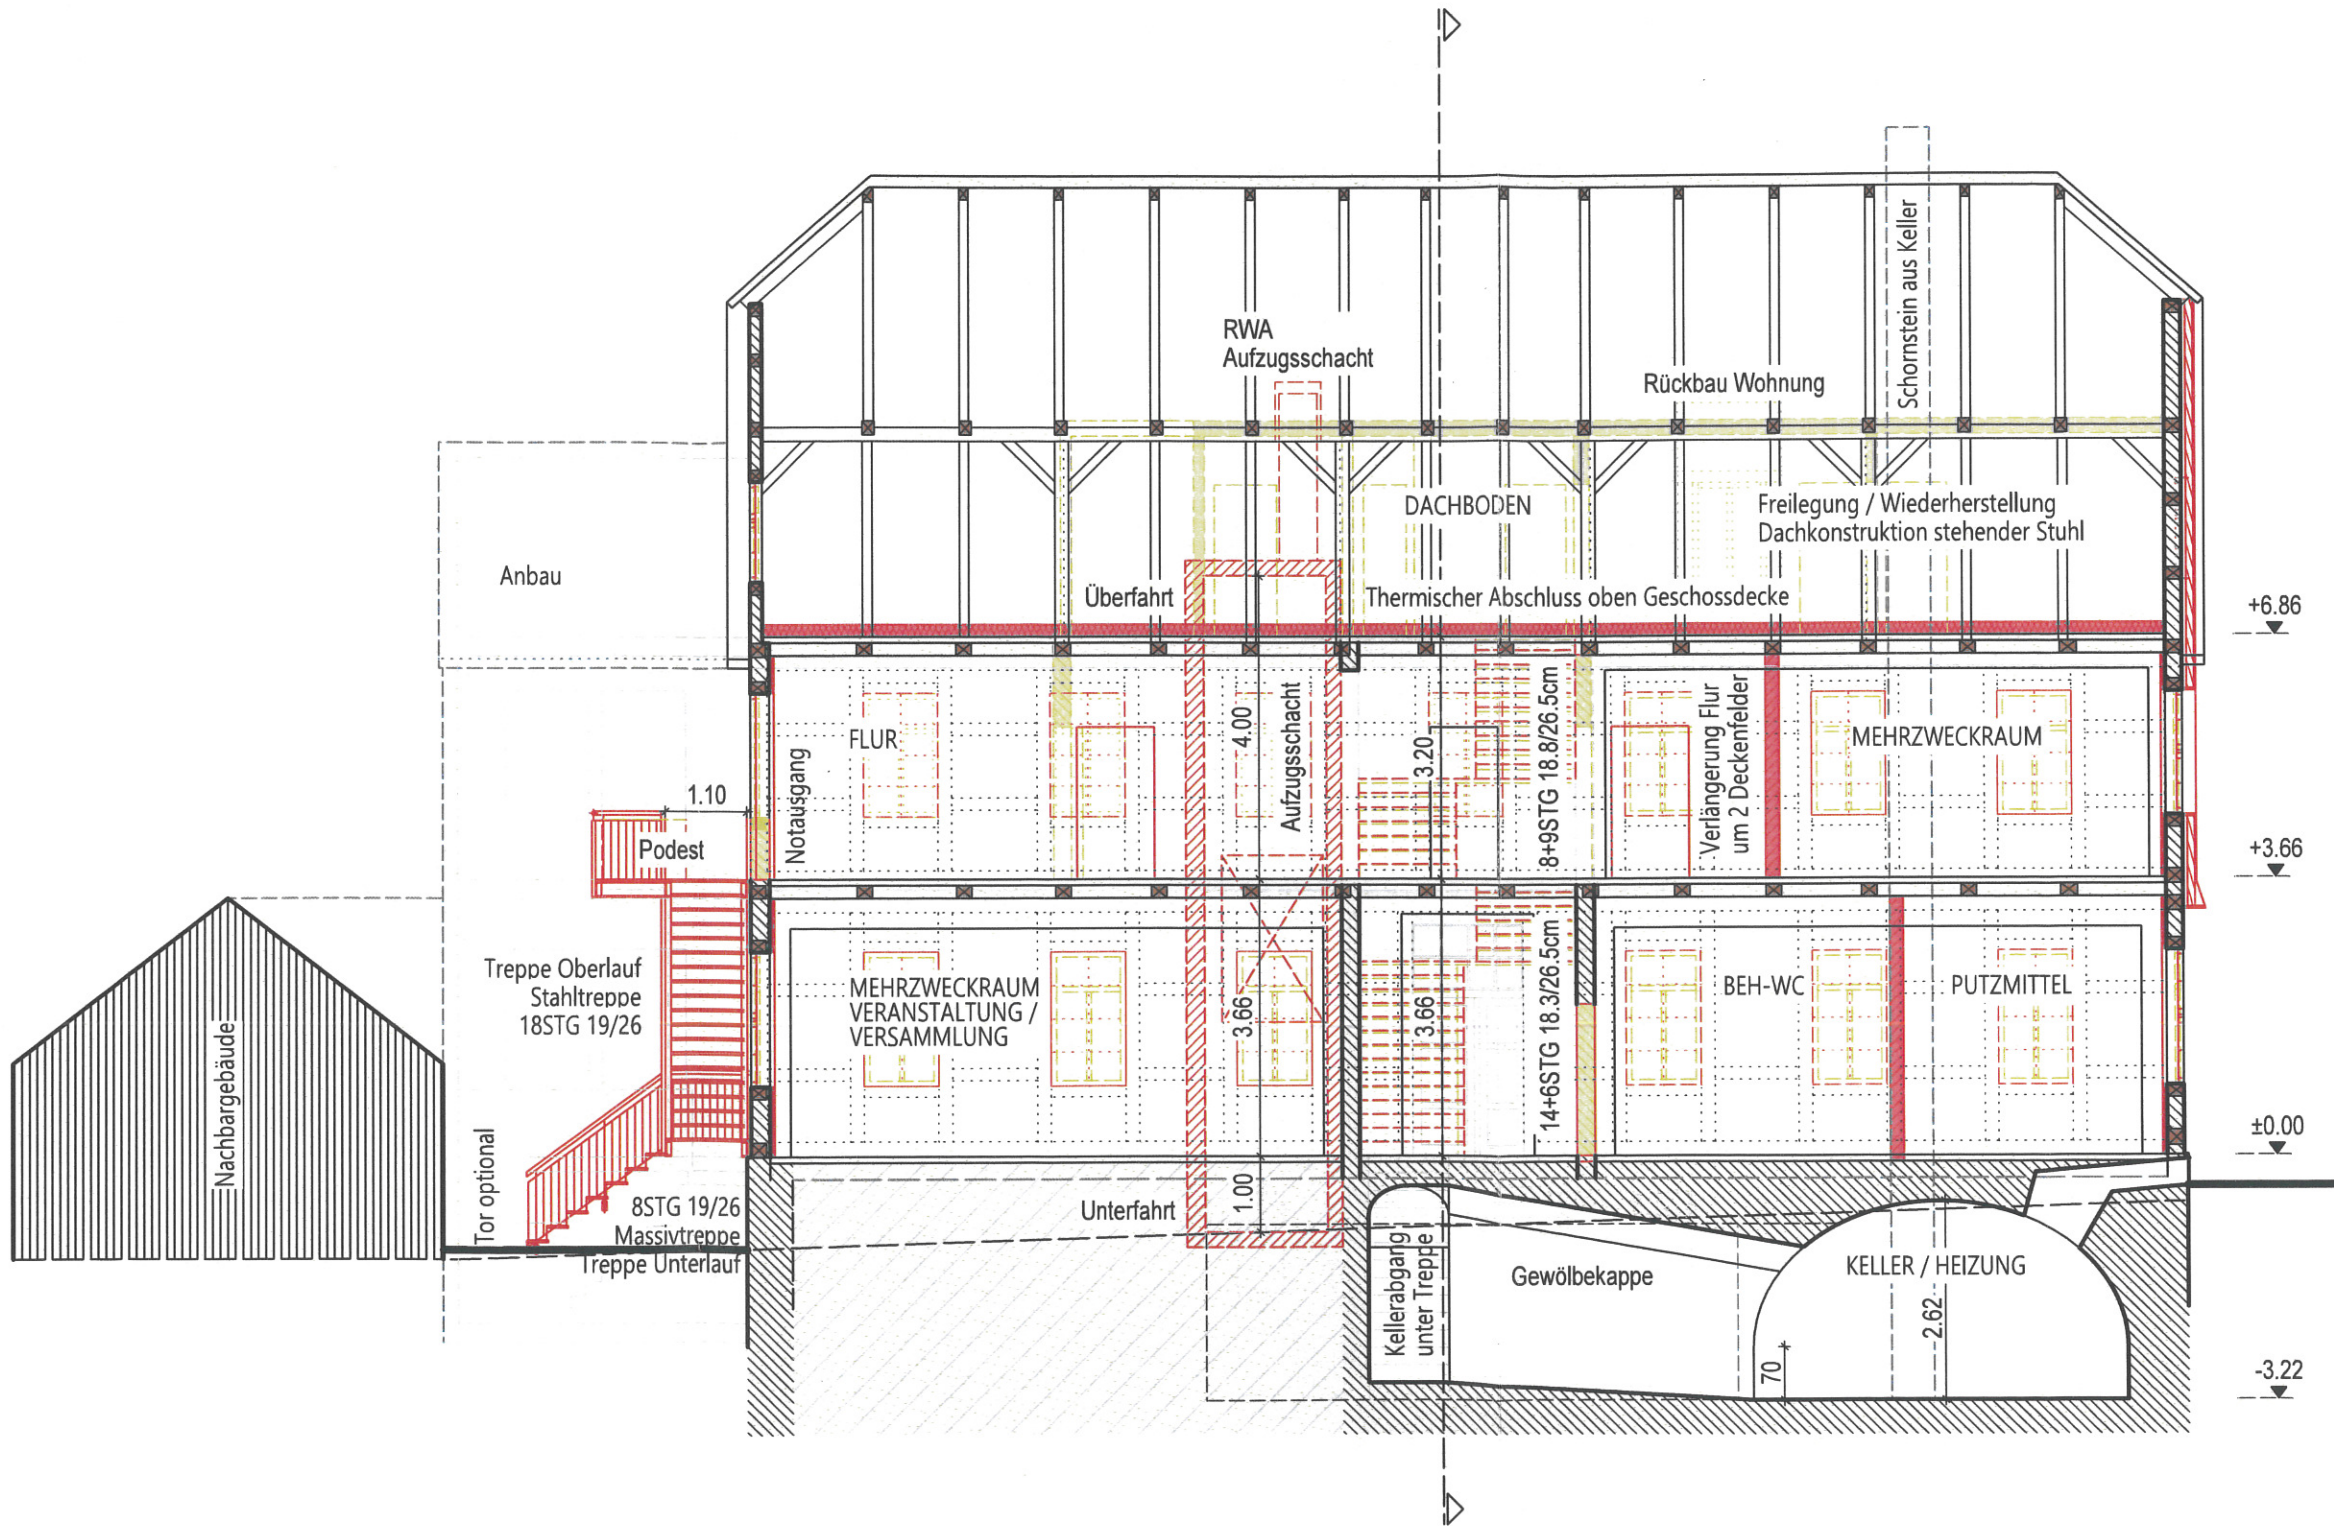 Schornstein aus Keller
RWA
Aufzugsschacht
Rückbau Wohnung
DACHBODEN
Freilegung / Wiederherstellung
Dachkonstruktion stehender Stuhl
Anbau
Überfahrt
Thermischer Abschluss oben Geschossdecke
+6.86
FLUR
Notausgang
4.00
Aufzugsschacht
3.20
8+9STG 18.8/26.5cm
Verlängerung Flur
um 2 Deckenfelder
MEHRZWECKRAUM
1.10
Podest
+3.66
Treppe Oberlauf
Stahltreppe
18STG 19/26
MEHRZWECKRAUM
VERANSTALTUNG /
VERSAMMLUNG
3.66
3.66
14+6STG 18.3/26.5cm
BEH-WC
PUTZMITTEL
Nachbargebäude
Tor optional
±0.00
8STG 19/26
Massivtreppe
Treppe Unterlauf
Unterfahrt
1.00
Kellerabgang
unter Treppe
Gewölbekappe
KELLER / HEIZUNG
70
2.62
-3.22